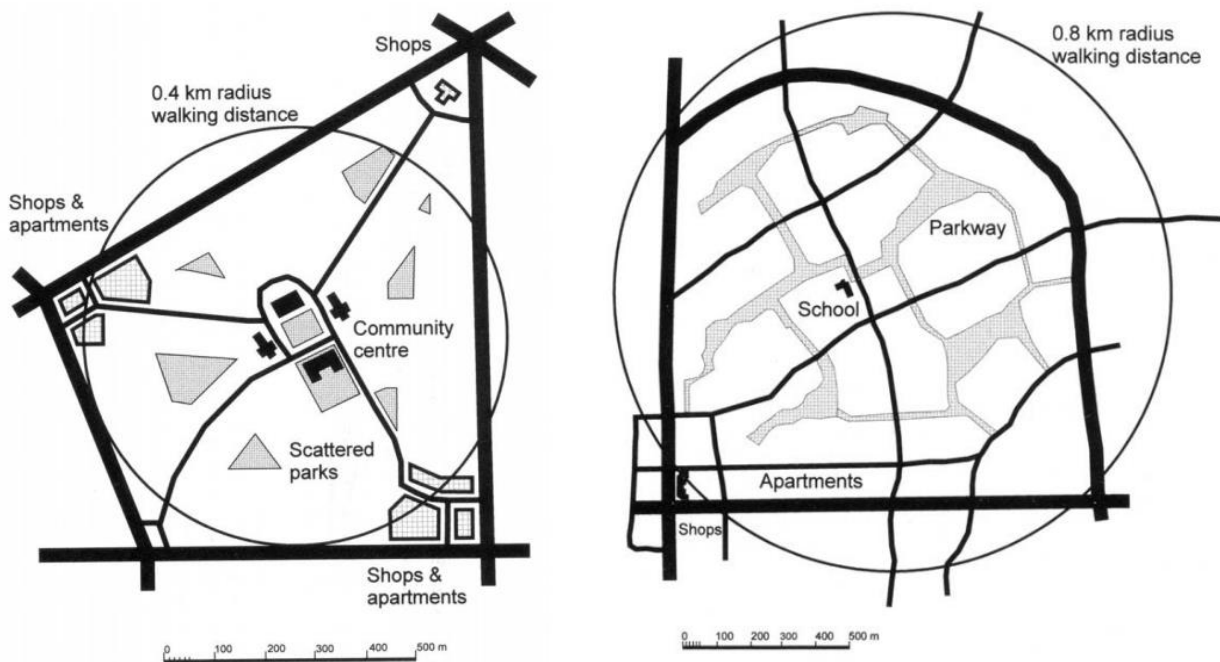 Shops
0.4 km radius
walking distance
Shops &
apartments
Community
centre
Scattered
parks
Shops &
apartments
0 100 200 300 400 500 m
0.8 km radius
walking distance
Parkway
School
Apartments
Shops
0 100 200 300 400 500 m